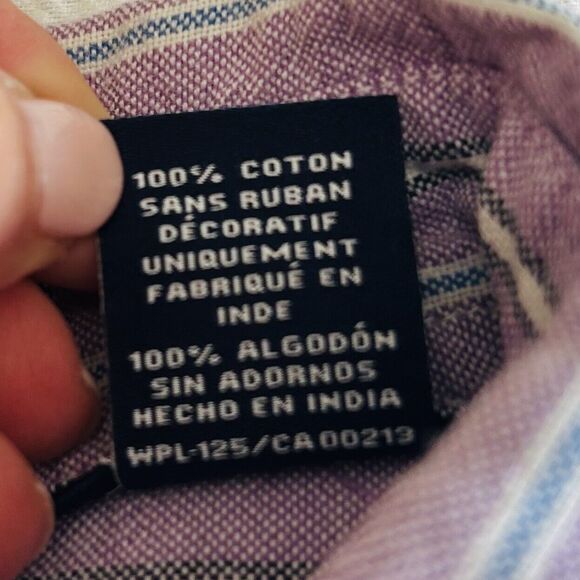 100% COTON
SANS RUBAN
DÉCORATIF
UNIQUEMENT
FABRIQUÉ EN
INDE
100% ALGODÓN
SIN ADORNOS
HECHO EN INDIA
WPL-125/CA 00213